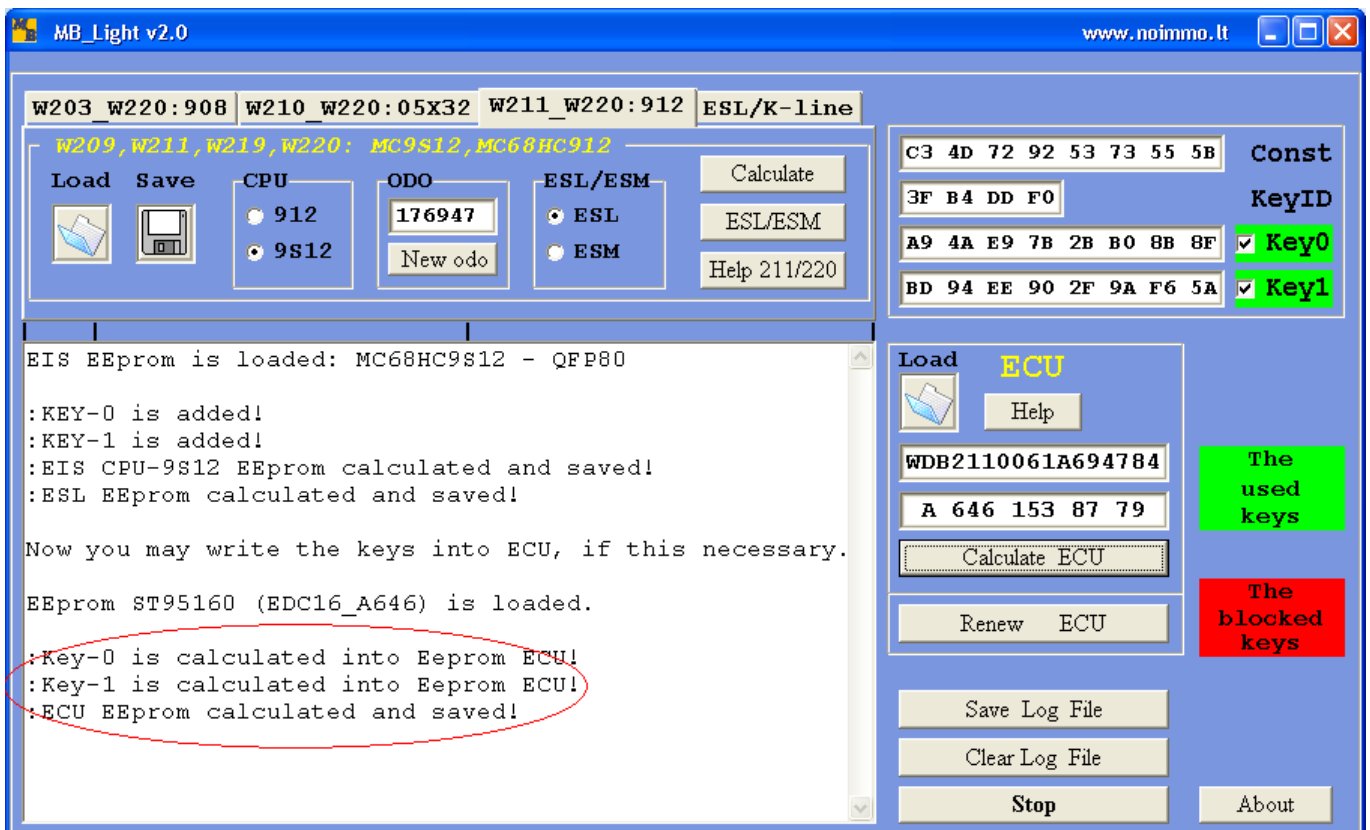 MB_Light v2.0 www.noimmo.lt
W203_W220:908 W210_W220:05X32 W211_W220:912 ESL/K-line
W209,W211,W219,W220: MC9S12,MC68HC912
Load Save CPU ODO ESL/ESM Calculate
912 176947 ESL ESL/ESM
9S12 New odo ESM Help 211/220
C3 4D 72 92 53 73 55 5B Const
3F B4 DD F0 KeyID
A9 4A E9 7B 2B B0 8B 8F Key0
BD 94 EE 90 2F 9A F6 5A Key1
EIS EEprom is loaded: MC68HC9S12 - QFP80
:KEY-0 is added!
:KEY-1 is added!
:EIS CPU-9S12 EEprom calculated and saved!
:ESL EEprom calculated and saved!
Now you may write the keys into ECU, if this necessary.
EEprom ST95160 (EDC16_A646) is loaded.
:Key-0 is calculated into Eeprom ECU!
:Key-1 is calculated into Eeprom ECU!
:ECU EEprom calculated and saved!
Load ECU
Help
WDB2110061A694784
A 646 153 87 79
Calculate ECU
Renew ECU
The
used
keys
The
blocked
keys
Save Log File
Clear Log File
Stop About